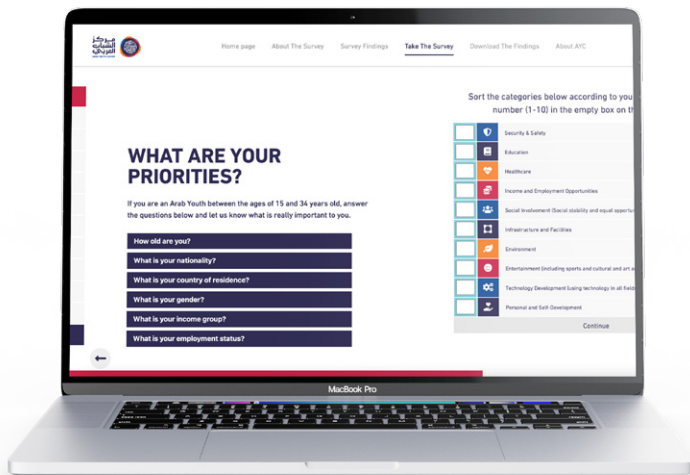 مركز
الشباب
العربي
Home page
About The Survey
Survey Findings
Take The Survey
Download The Findings
About AYC
WHAT ARE YOUR
PRIORITIES?
If you are an Arab Youth between the ages of 15 and 34 years old, answer
the questions below and let us know what is really important to you.
How old are you?
What is your nationality?
What is your country of residence?
What is your gender?
What is your income group?
What is your employment status?
Sort the categories below according to you
number (1-10) in the empty box on th
Security & Safety
Education
Healthcare
Income and Employment Opportunities
Social Involvement (Social stability and equal opportun
Infrastructure and Facilities
Environment
Entertainment (including sports and cultural and art a
Technology Development (using technology in all field
Personal and Self-Development
Continue
MacBook Pro